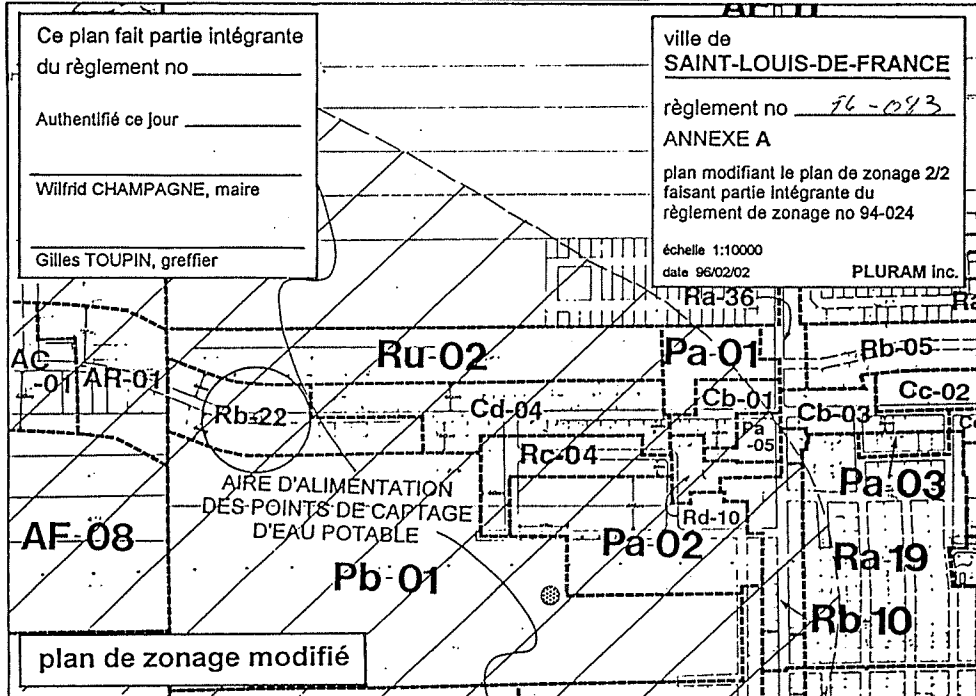 Ce plan fait partie intégrante
du règlement no
Authentifié ce jour
Wilfrid CHAMPAGNE, maire
Gilles TOUPIN, greffier
ville de
SAINT-LOUIS-DE-FRANCE
règlement no
ANNEXE A
plan modifiant le plan de zonage 2/2
faisant partie intégrante du
règlement de zonage no 94-024
échelle 1:10000
date 96/02/02
PLURAM inc.
Ra-36
Ru-02
Pa-01
Rb-05
AC
-01
AR-01
Rb-22
Cd-04
Cb-01
Cb-03
Cc-02
Pa
-05
Rc-04
Pa-03
AIRE D'ALIMENTATION
DES POINTS DE CAPTAGE
D'EAU POTABLE
Rd-10
AF-08
Pa-02
Ra-19
Pb-01
Rb-10
plan de zonage modifié